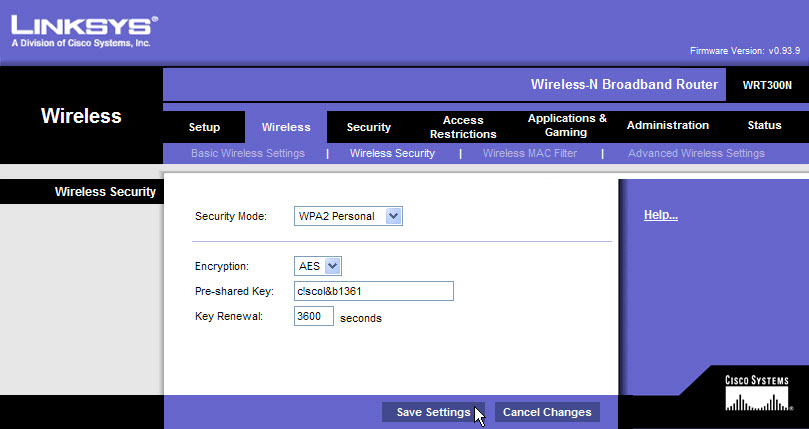 LINKSYS®
A Division of Cisco Systems, Inc.
Firmware Version: v0.93.9
Wireless-N Broadband Router WRT300N
Wireless
Setup Wireless Security Access Restrictions Applications & Gaming Administration Status
Basic Wireless Settings | Wireless Security | Wireless MAC Filter | Advanced Wireless Settings
Wireless Security
Help...
Security Mode: WPA2 Personal
Encryption: AES
Pre-shared Key: c!scol&b1361
Key Renewal: 3600 seconds
CISCO SYSTEMS
Save Settings Cancel Changes